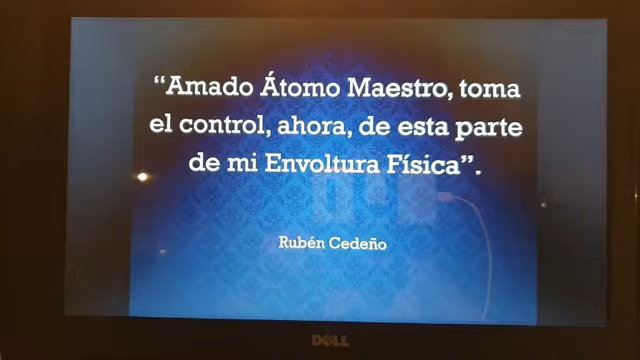 “Amado Átomo Maestro, toma
el control, ahora, de esta parte
de mi Envoltura Física”.
Rubén Cedeño
DELL